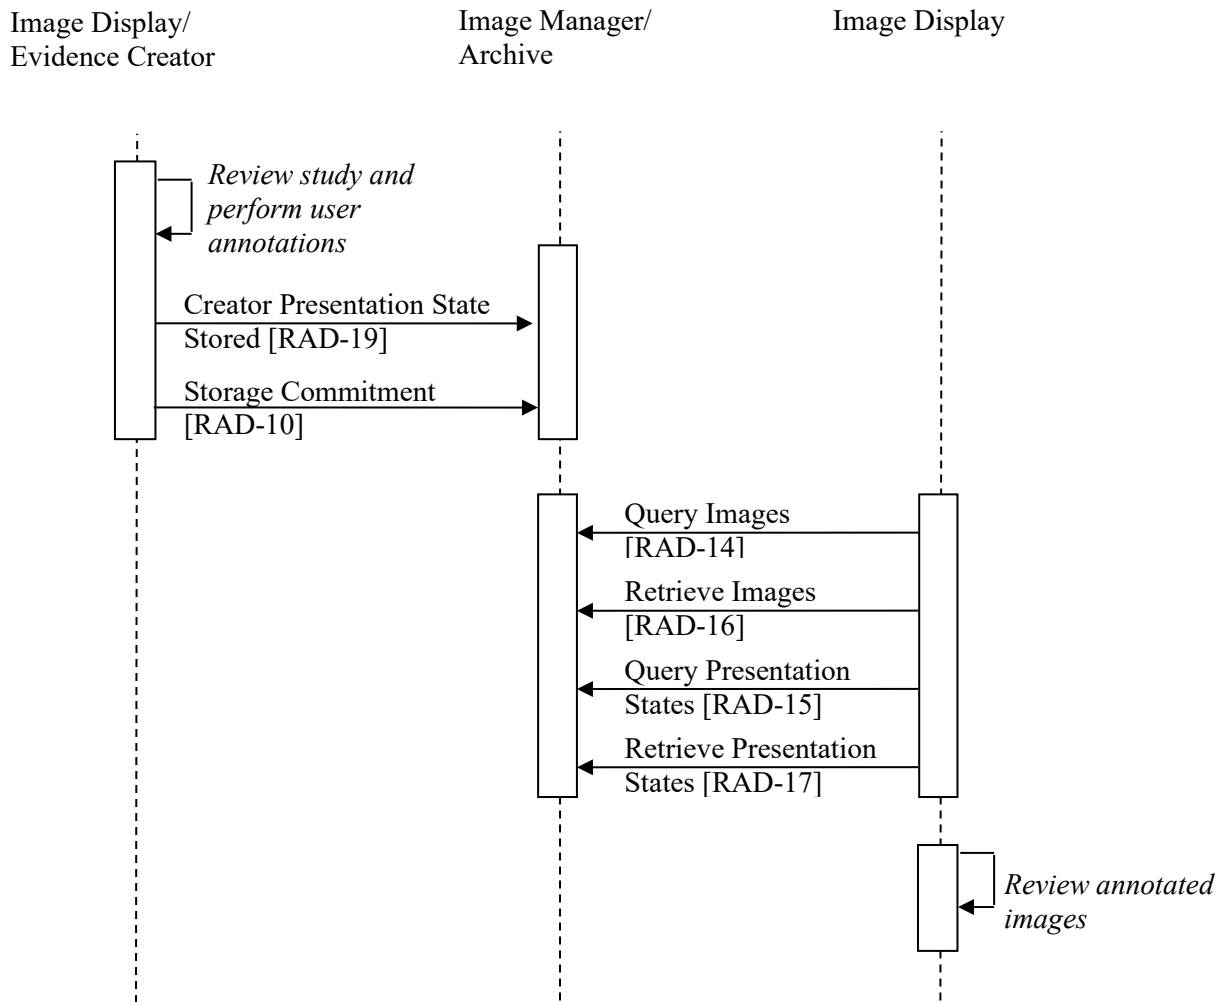 Image Display/
Evidence Creator
Image Manager/
Archive
Image Display
Review study and
perform user
annotations
Creator Presentation State
Stored [RAD-19]
Storage Commitment
[RAD-10]
Query Images
[RAD-14]
Retrieve Images
[RAD-16]
Query Presentation
States [RAD-15]
Retrieve Presentation
States [RAD-17]
Review annotated
images